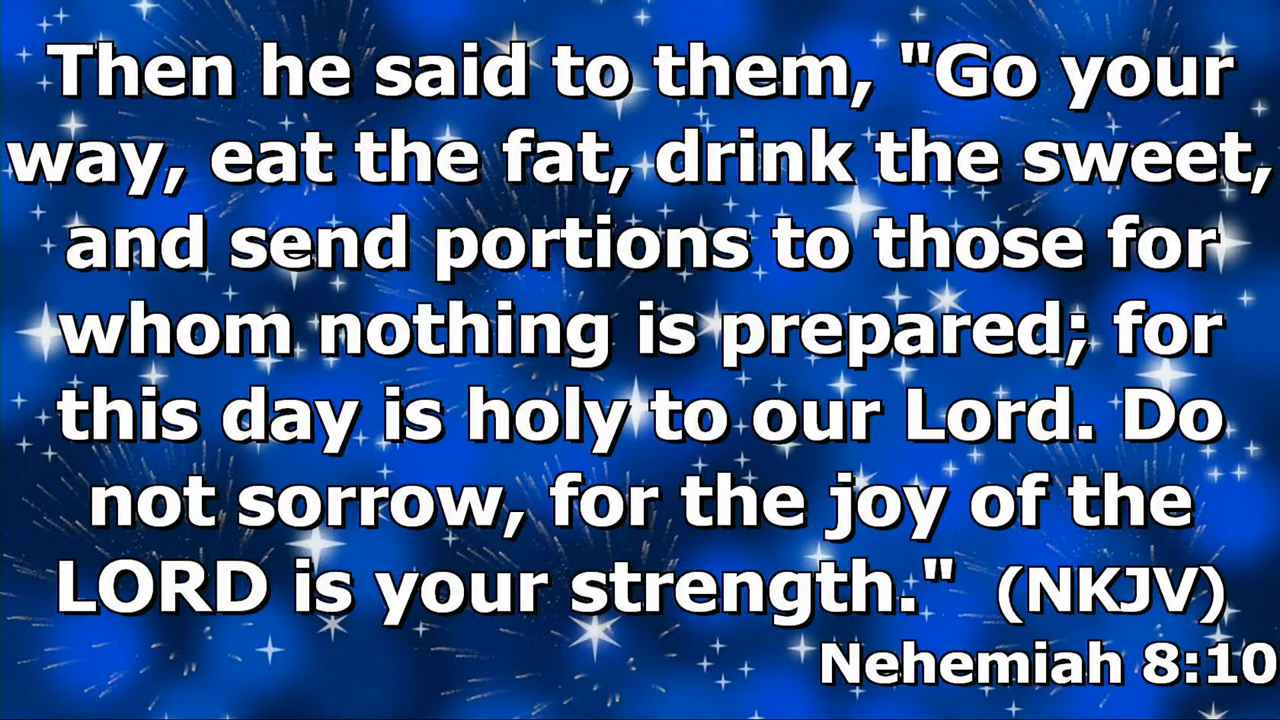 Then he said to them, "Go your
way, eat the fat, drink the sweet,
and send portions to those for
whom nothing is prepared; for
this day is holy to our Lord. Do
not sorrow, for the joy of the
LORD is your strength." (NKJV)
Nehemiah 8:10